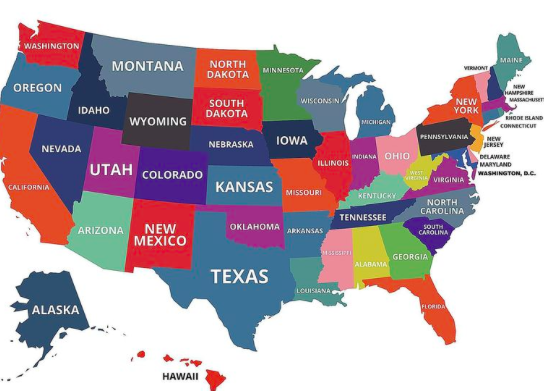 WASHINGTON
OREGON
CALIFORNIA
NEVADA
IDAHO
MONTANA
WYOMING
UTAH
COLORADO
ARIZONA
NEW
MEXICO
NORTH
DAKOTA
SOUTH
DAKOTA
NEBRASKA
KANSAS
OKLAHOMA
TEXAS
MINNESOTA
IOWA
MISSOURI
ARKANSAS
LOUISIANA
WISCONSIN
ILLINOIS
MICHIGAN
INDIANA
OHIO
KENTUCKY
TENNESSEE
MISSISSIPPI
ALABAMA
GEORGIA
FLORIDA
SOUTH
CAROLINA
NORTH
CAROLINA
VIRGINIA
WEST
VIRGINIA
PENNSYLVANIA
NEW
YORK
VERMONT
MAINE
NEW
HAMPSHIRE
MASSACHUSET
RHODE ISLAND
CONNECTICUT
NEW
JERSEY
DELAWARE
MARYLAND
WASHINGTON, D.C.
ALASKA
HAWAII